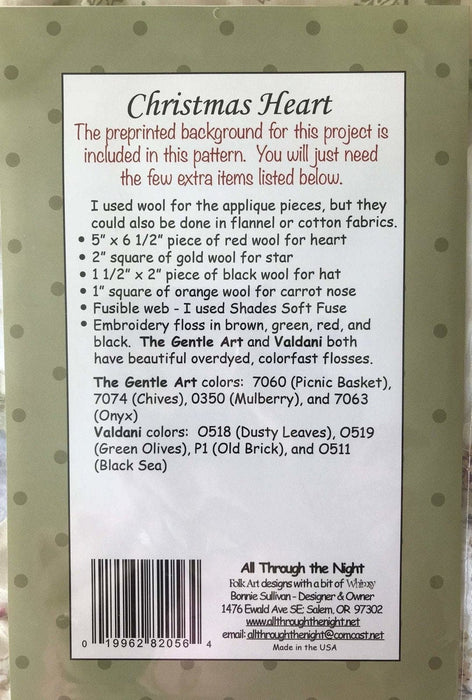 Christmas Heart
The preprinted background for this project is
included in this pattern. You will just need
the few extra items listed below.
I used wool for the applique pieces, but they
could also be done in flannel or cotton fabrics.
• 5" x 6 1/2" piece of red wool for heart
• 2" square of gold wool for star
• 1 1/2" x 2" piece of black wool for hat
• 1" square of orange wool for carrot nose
• Fusible web - I used Shades Soft Fuse
• Embroidery floss in brown, green, red, and
black. The Gentle Art and Valdani both
have beautiful overdyed, colorfast flosses.
The Gentle Art colors: 7060 (Picnic Basket),
7074 (Chives), 0350 (Mulberry), and 7063
(Onyx)
Valdani colors: O518 (Dusty Leaves), O519
(Green Olives), P1 (Old Brick), and O511
(Black Sea)
All Through the Night
Folk Art designs with a bit of Whimsy
Bonnie Sullivan - Designer & Owner
1476 Ewald Ave SE; Salem, OR 97302
www.allthroughthenight.net
email: allthroughthenight@comcast.net
Made in the USA
0 19962 82056 4